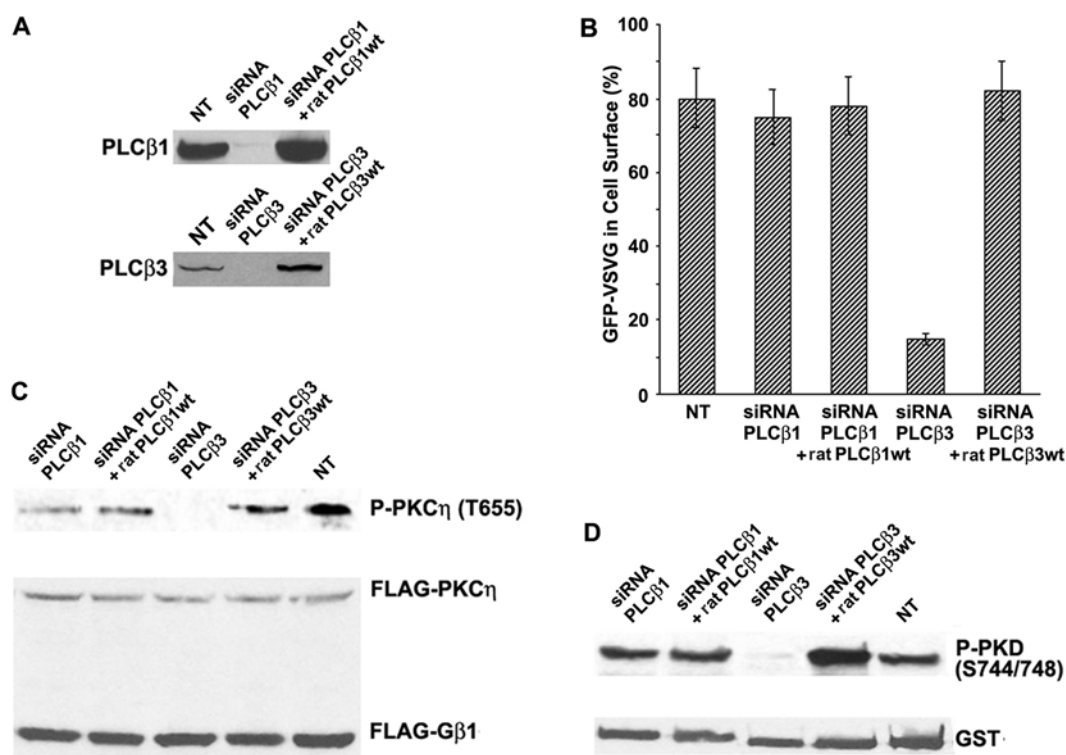 A
NT
siRNA
PLCβ1
siRNA PLCβ1
+ rat PLCβ1wt
PLCβ1
NT
siRNA
PLCβ3
siRNA PLCβ3
+ rat PLCβ3wt
PLCβ3
B
GFP-VSVG in Cell Surface (%)
100
80
60
40
20
0
NT
siRNA
PLCβ1
siRNA
PLCβ1
+ rat PLCβ1wt
siRNA
PLCβ3
siRNA
PLCβ3
+ rat PLCβ3wt
C
siRNA
PLCβ1
siRNA PLCβ1
+ rat PLCβ1wt
siRNA
PLCβ3
siRNA PLCβ3
+ rat PLCβ3wt
NT
P-PKCη (T655)
FLAG-PKCη
FLAG-Gβ1
D
siRNA
PLCβ1
siRNA PLCβ1
+ rat PLCβ1wt
siRNA
PLCβ3
siRNA PLCβ3
+ rat PLCβ3wt
NT
P-PKD
(S744/748)
GST